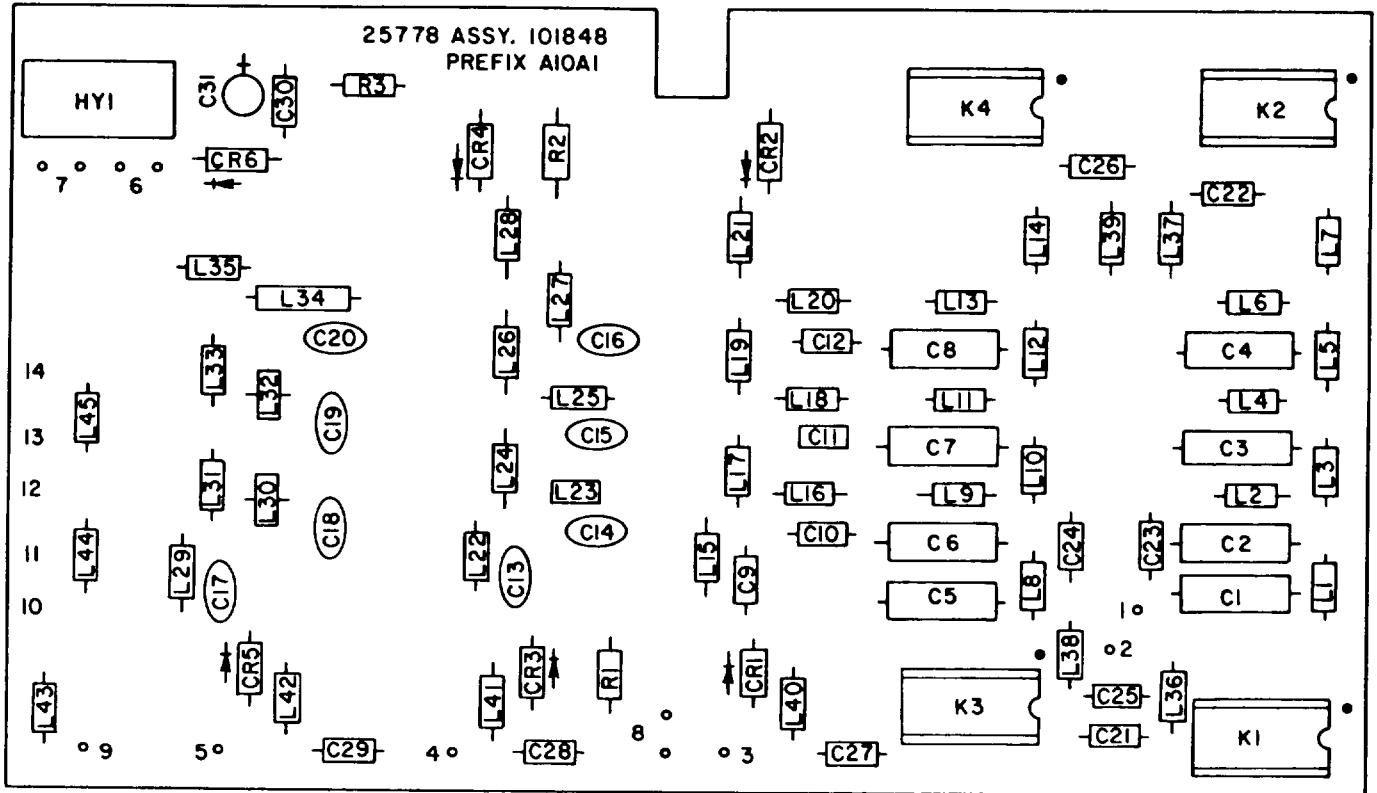 25778 ASSY. 101848
PREFIX A10A1
HY1
C31
C30
R3
K4
K2
CR4
R2
CR2
CR6
C26
7
6
C22
L28
L21
L14
L39
L37
L7
L35
L34
L27
L20
L13
L6
C20
C16
C12
L26
L19
C8
L12
C4
L5
14
L33
L32
L25
L18
L11
L4
L45
C19
C15
C11
C7
C3
13
L24
L17
L10
L3
12
L31
L30
L23
L16
L9
L2
C18
C14
C10
C6
C24
C23
C2
11
L44
L29
L22
C13
L15
C9
L8
L1
10
C17
C5
1
C1
CR5
CR3
R1
CR1
L38
2
L43
L42
L41
L40
K3
C25
L36
8
C21
K1
9
5
C29
4
C28
3
C27